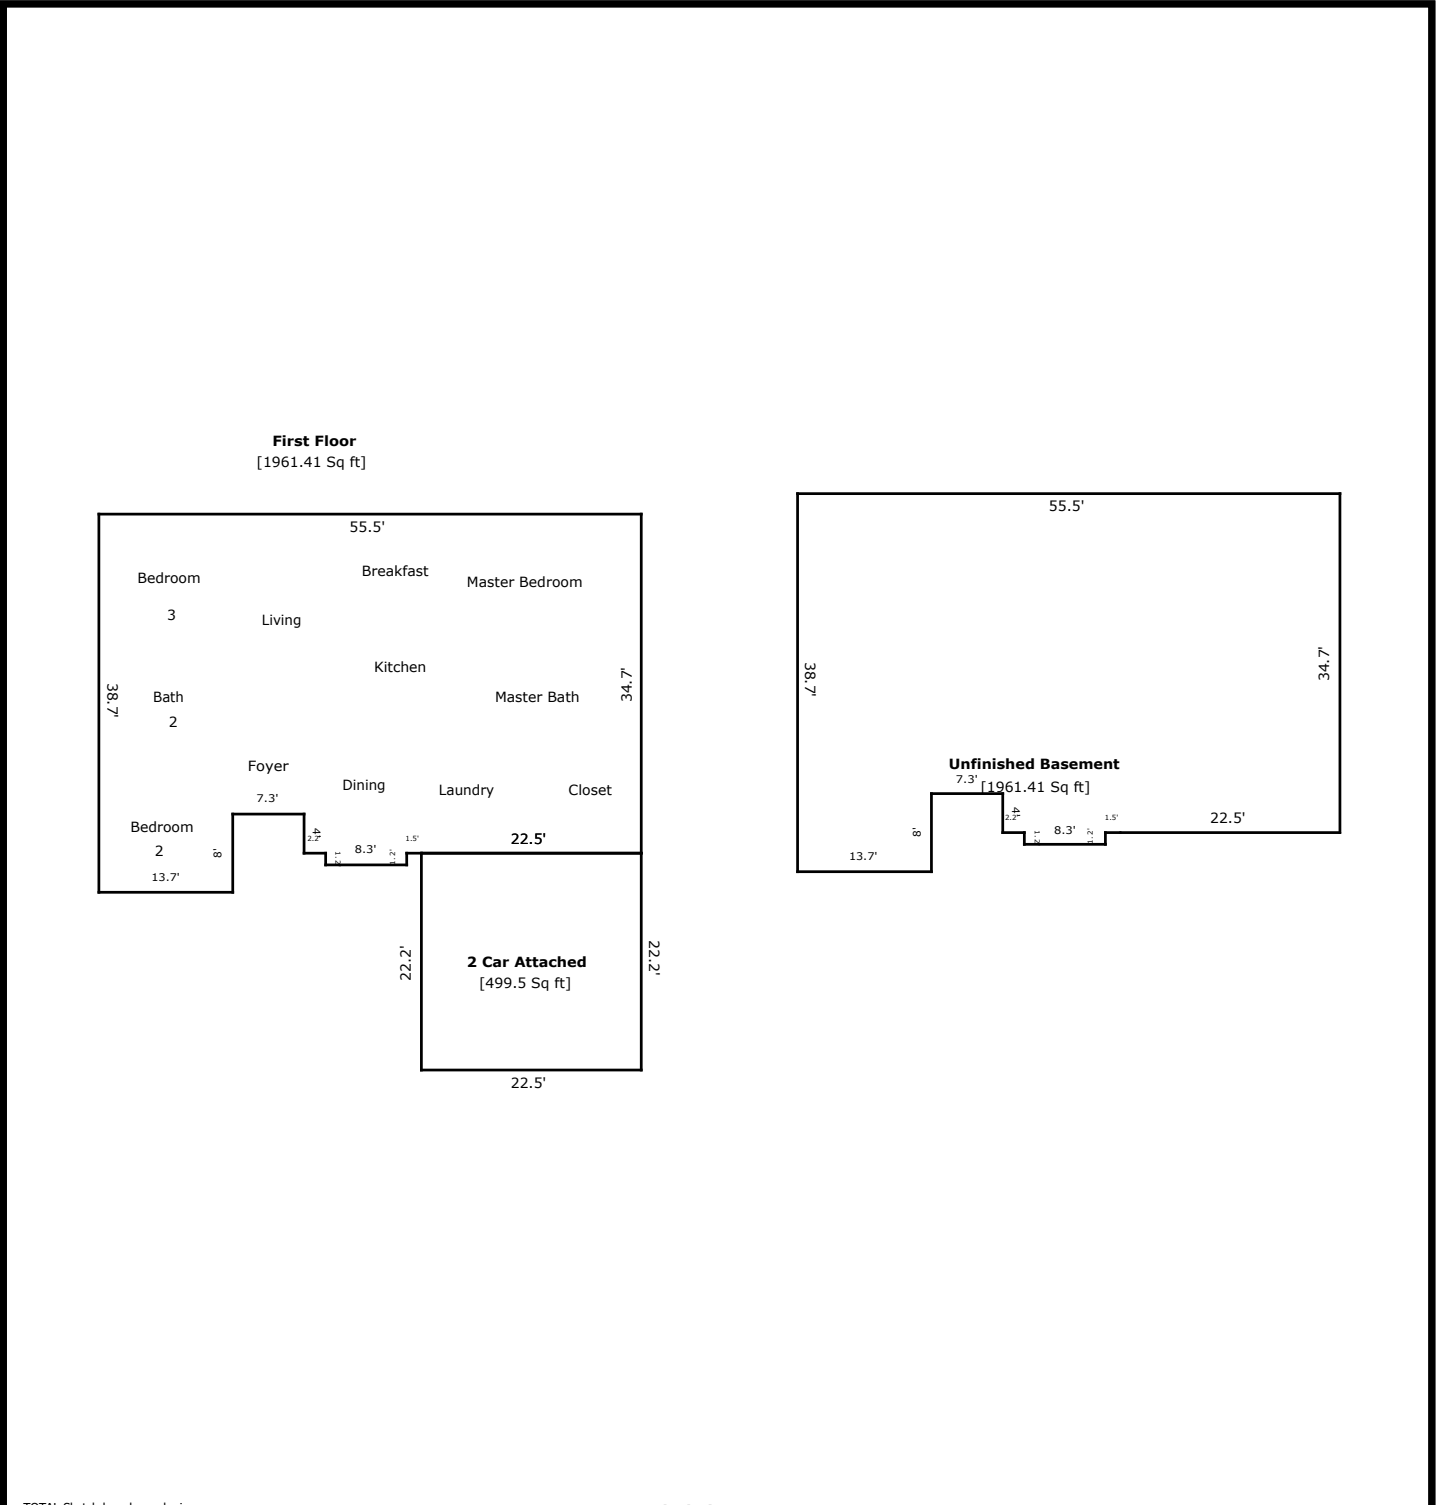 First Floor
[1961.41 Sq ft]
55.5'
Bedroom
3
Living
Breakfast
Master Bedroom
Kitchen
38.7'
34.7'
Bath
2
Master Bath
Foyer
Dining
Laundry
Closet
7.3'
Bedroom
2
8'
4'
2.2'
1.2'
8.3'
1.2'
1.5'
22.5'
13.7'
22.2'
2 Car Attached
[499.5 Sq ft]
22.2'
22.5'
55.5'
38.7'
34.7'
Unfinished Basement
[1961.41 Sq ft]
7.3'
8'
4'
2.2'
1.2'
8.3'
1.2'
1.5'
22.5'
13.7'